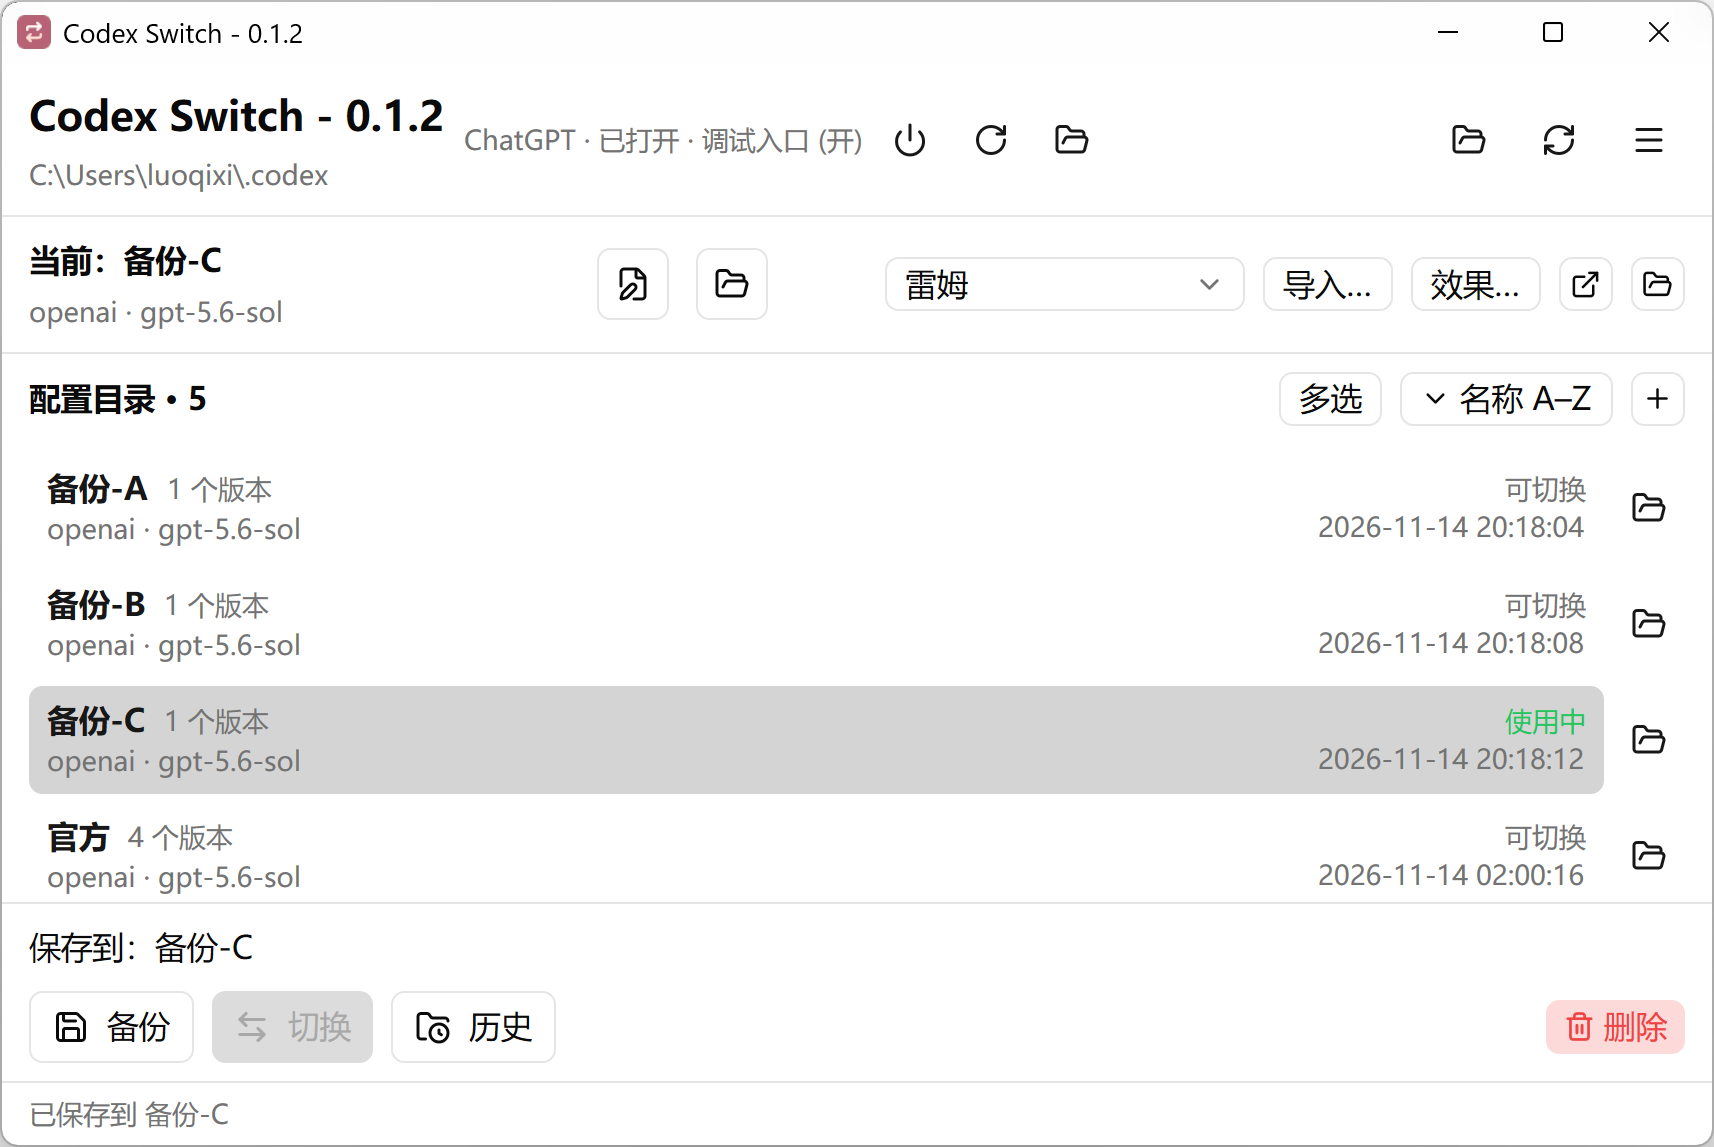 Codex Switch - 0.1.2
Codex Switch - 0.1.2
ChatGPT · 已打开 · 调试入口 (开)
C:\Users\luoqixi\.codex
当前：备份-C
openai · gpt-5.6-sol
雷姆
导入...
效果...
配置目录 • 5
多选
名称 A–Z
备份-A 1 个版本
可切换
openai · gpt-5.6-sol
2026-11-14 20:18:04
备份-B 1 个版本
可切换
openai · gpt-5.6-sol
2026-11-14 20:18:08
备份-C 1 个版本
使用中
openai · gpt-5.6-sol
2026-11-14 20:18:12
官方 4 个版本
可切换
openai · gpt-5.6-sol
2026-11-14 02:00:16
保存到：备份-C
备份
切换
历史
删除
已保存到 备份-C